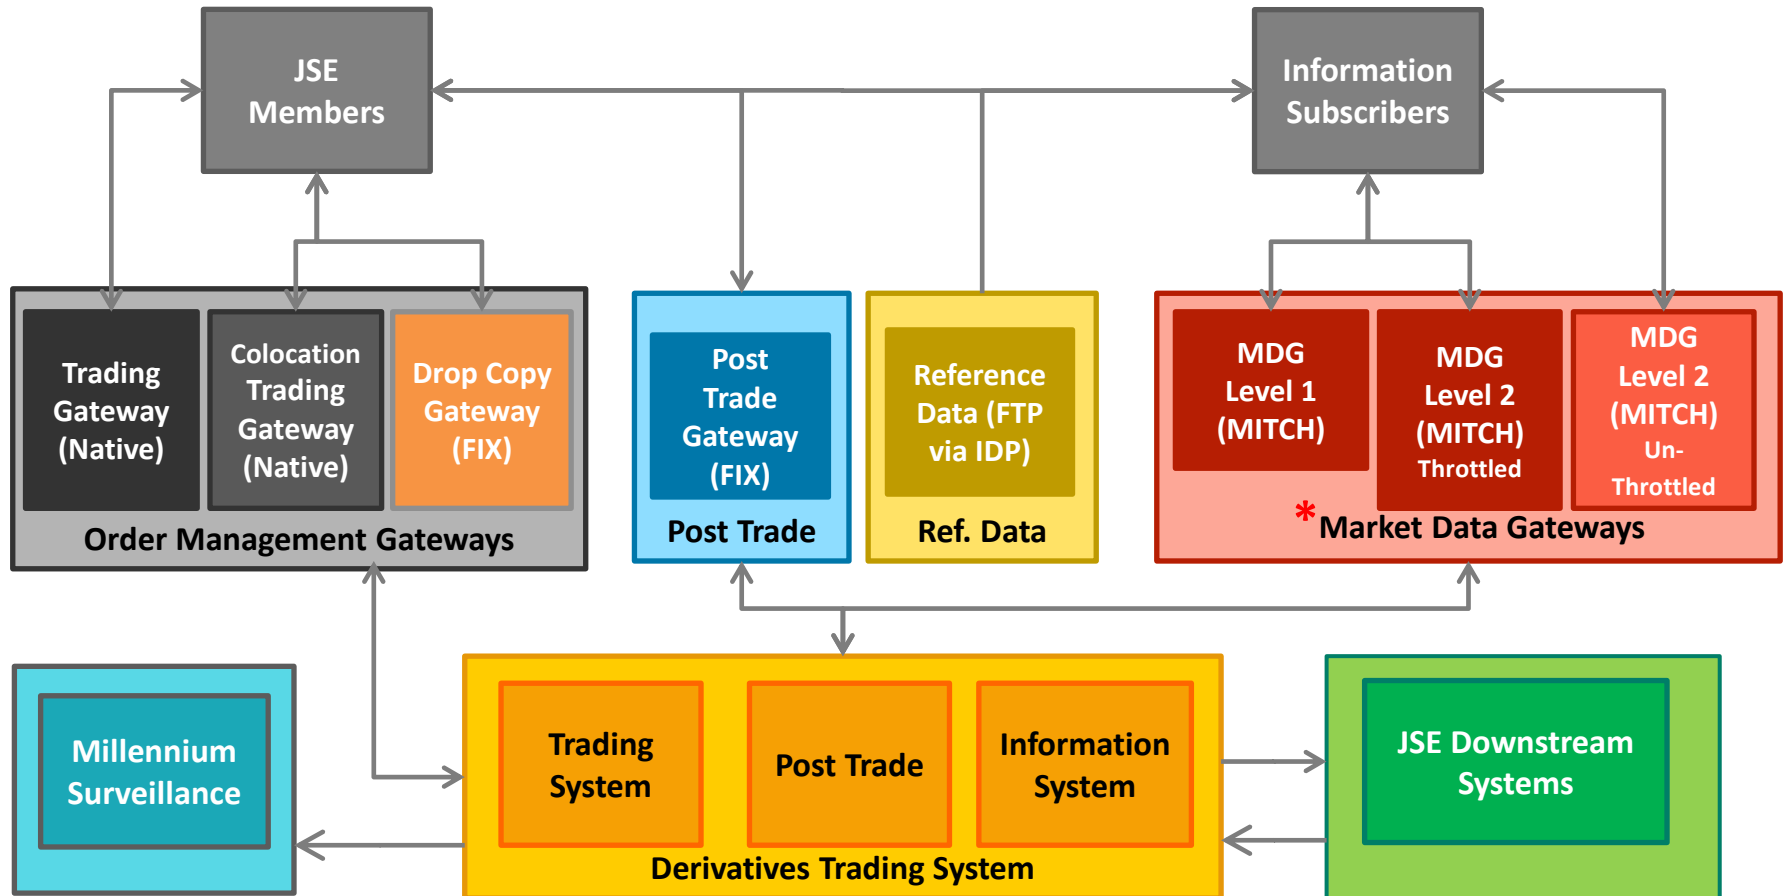 JSE
Members
Information
Subscribers
Trading
Gateway
(Native)
Colocation
Trading
Gateway
(Native)
Drop Copy
Gateway
(FIX)
Order Management Gateways
Post
Trade
Gateway
(FIX)
Post Trade
Reference
Data (FTP
via IDP)
Ref. Data
MDG
Level 1
(MITCH)
MDG
Level 2
(MITCH)
Throttled
MDG
Level 2
(MITCH)
Un-
Throttled
*Market Data Gateways
Millennium
Surveillance
Trading
System
Post Trade
Information
System
Derivatives Trading System
JSE Downstream
Systems